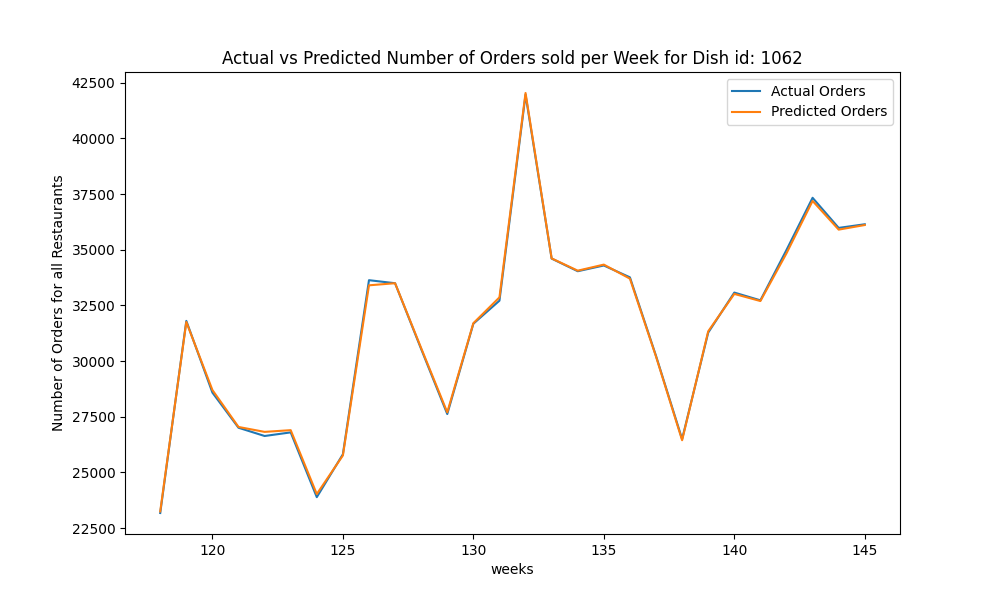 Actual vs Predicted Number of Orders sold per Week for Dish id: 1062
42500
40000
37500
35000
32500
30000
27500
25000
22500
Number of Orders for all Restaurants
Actual Orders
Predicted Orders
120 125 130 135 140 145
weeks